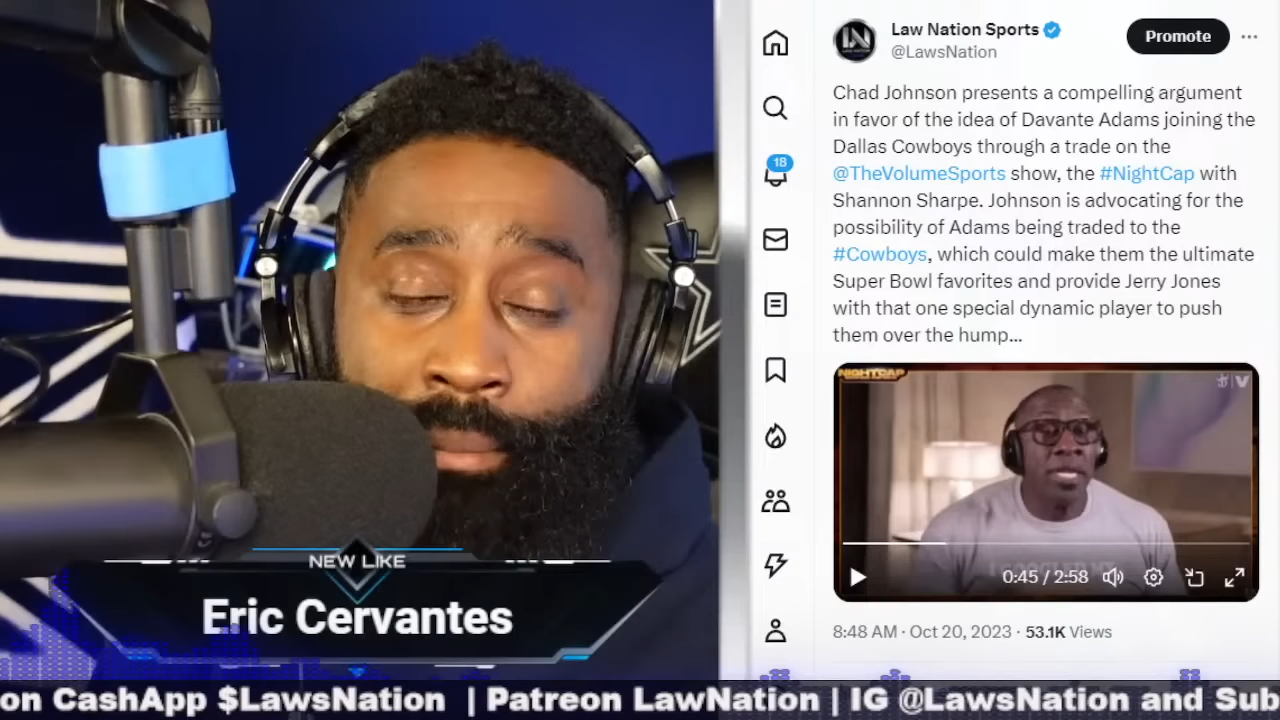 NEW LIKE
Eric Cervantes
Law Nation Sports
@LawsNation
Promote
18
Chad Johnson presents a compelling argument
in favor of the idea of Davante Adams joining the
Dallas Cowboys through a trade on the
@TheVolumeSports show, the #NightCap with
Shannon Sharpe. Johnson is advocating for the
possibility of Adams being traded to the
#Cowboys, which could make them the ultimate
Super Bowl favorites and provide Jerry Jones
with that one special dynamic player to push
them over the hump...
NIGHTCAP
0:45 / 2:58
8:48 AM · Oct 20, 2023 · 53.1K Views
on CashApp $LawsNation | Patreon LawNation | IG @LawsNation and Sub